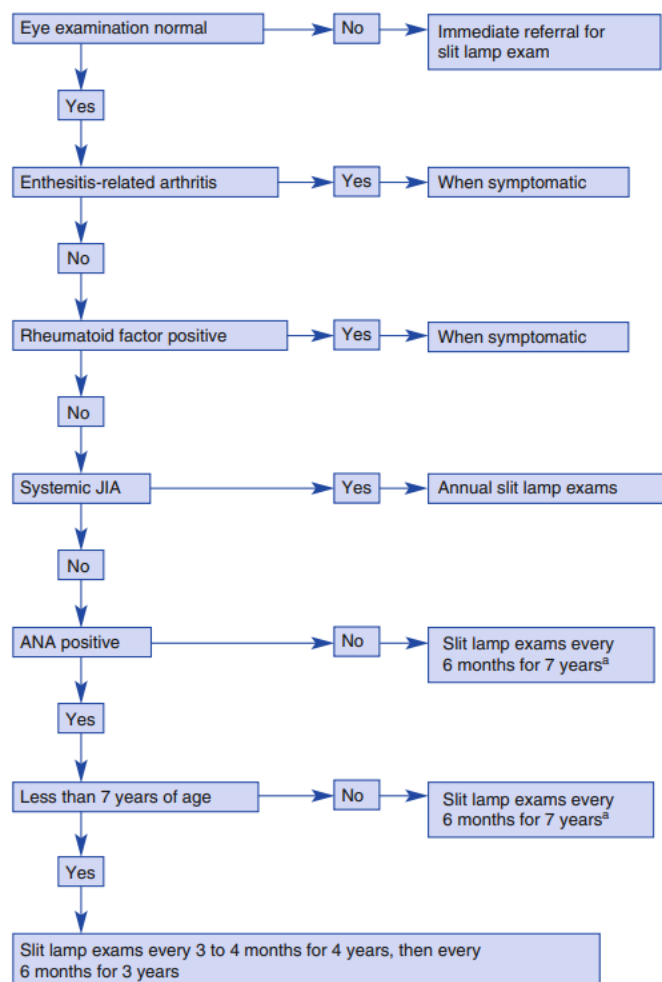 Eye examination normal
No
Immediate referral for
slit lamp exam
Yes
Enthesitis-related arthritis
Yes
When symptomatic
No
Rheumatoid factor positive
Yes
When symptomatic
No
Systemic JIA
Yes
Annual slit lamp exams
No
ANA positive
No
Slit lamp exams every
6 months for 7 yearsᵃ
Yes
Less than 7 years of age
No
Slit lamp exams every
6 months for 7 yearsᵃ
Yes
Slit lamp exams every 3 to 4 months for 4 years, then every
6 months for 3 years